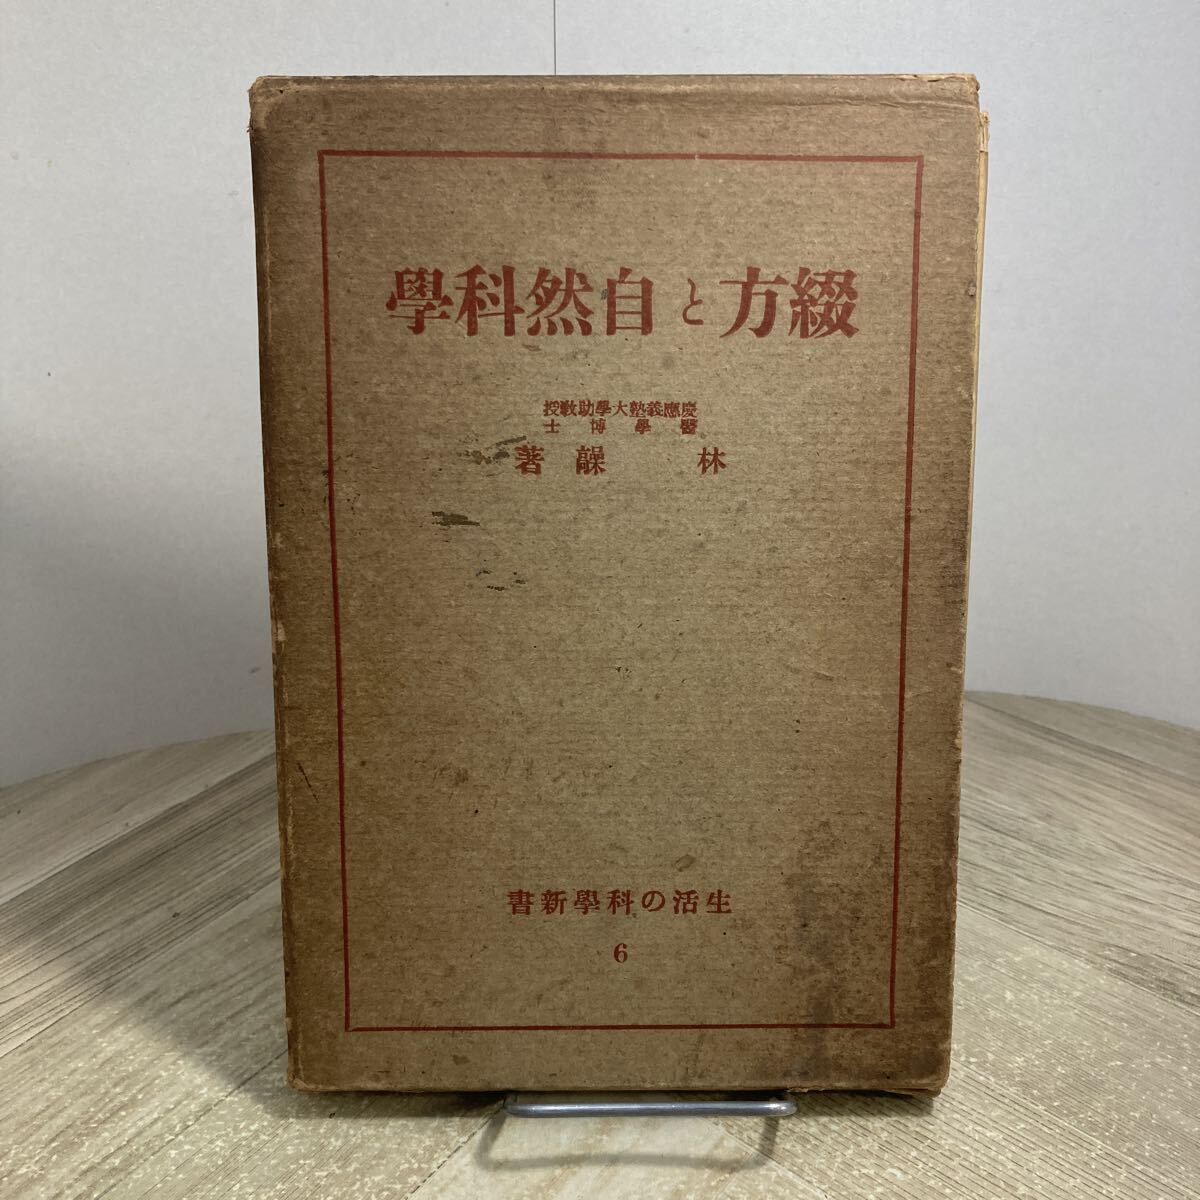 綴方と自然科學
慶應義塾大學助教授
醫學博士
林 髞著
生活の科學新書
6